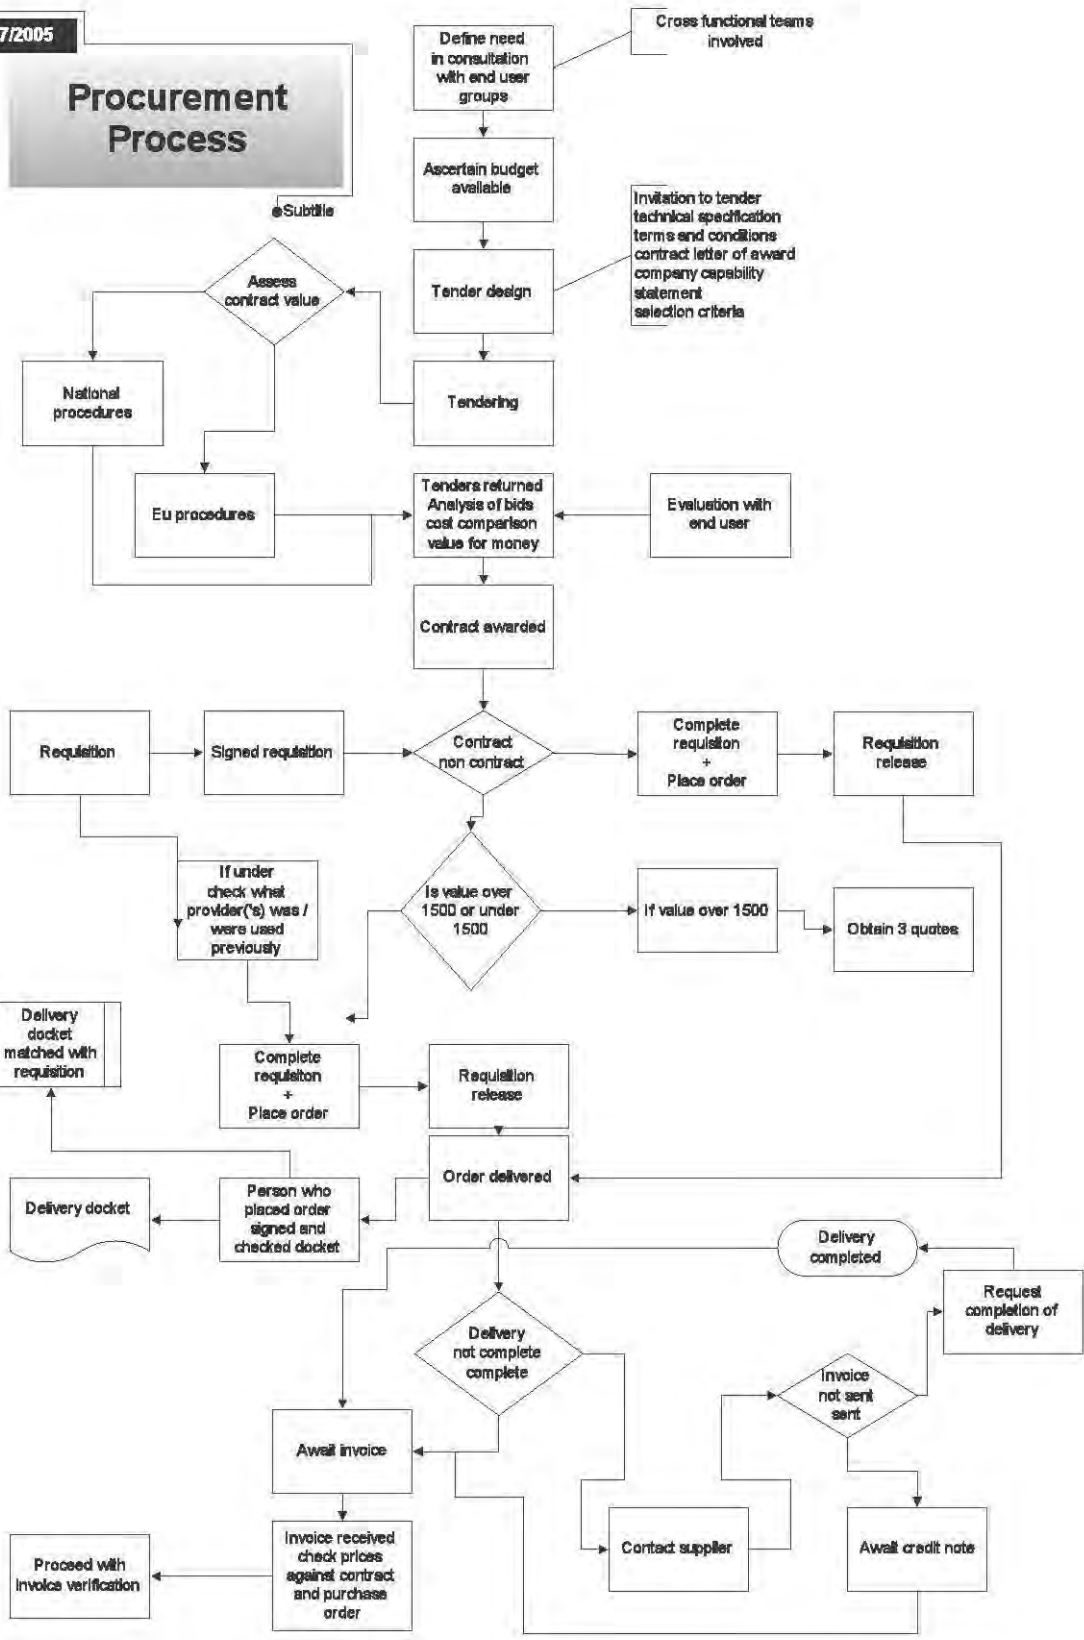 7/2005
Procurement
Process
Subtitle
Define need
in consultation
with end user
groups
Cross functional teams
involved
Ascertain budget
available
Invitation to tender
technical specification
terms and conditions
contract letter of award
company capability
statement
selection criteria
Tender design
Assess
contract value
National
procedures
Tendering
Eu procedures
Tenders returned
Analysis of bids
cost comparison
value for money
Evaluation with
end user
Contract awarded
Requisition
Signed requisition
Contract
non contract
Complete
requisiton
+
Place order
Requisition
release
If under
check what
provider('s) was /
were used
previously
Is value over
1500 or under
1500
If value over 1500
Obtain 3 quotes
Delivery
docket
matched with
requisition
Complete
requisiton
+
Place order
Requisition
release
Order delivered
Delivery docket
Person who
placed order
signed and
checked docket
Delivery
completed
Request
completion of
delivery
Delivery
not complete
complete
Invoice
not sent
sent
Await invoice
Contact supplier
Await credit note
Invoice received
check prices
against contract
and purchase
order
Proceed with
invoice verification